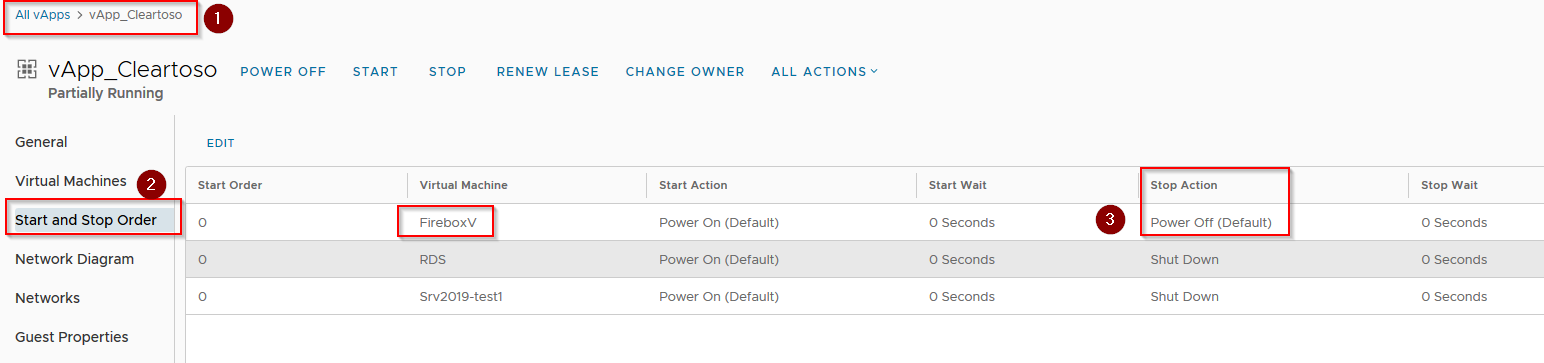 All vApps > vApp_Cleartoso 1
vApp_Cleartoso POWER OFF START STOP RENEW LEASE CHANGE OWNER ALL ACTIONS
Partially Running
General
Virtual Machines 2
Start and Stop Order
Network Diagram
Networks
Guest Properties
EDIT
Start Order Virtual Machine Start Action Start Wait Stop Action Stop Wait
0 FireboxV Power On (Default) 0 Seconds 3 Power Off (Default) 0 Seconds
0 RDS Power On (Default) 0 Seconds Shut Down 0 Seconds
0 Srv2019-test1 Power On (Default) 0 Seconds Shut Down 0 Seconds